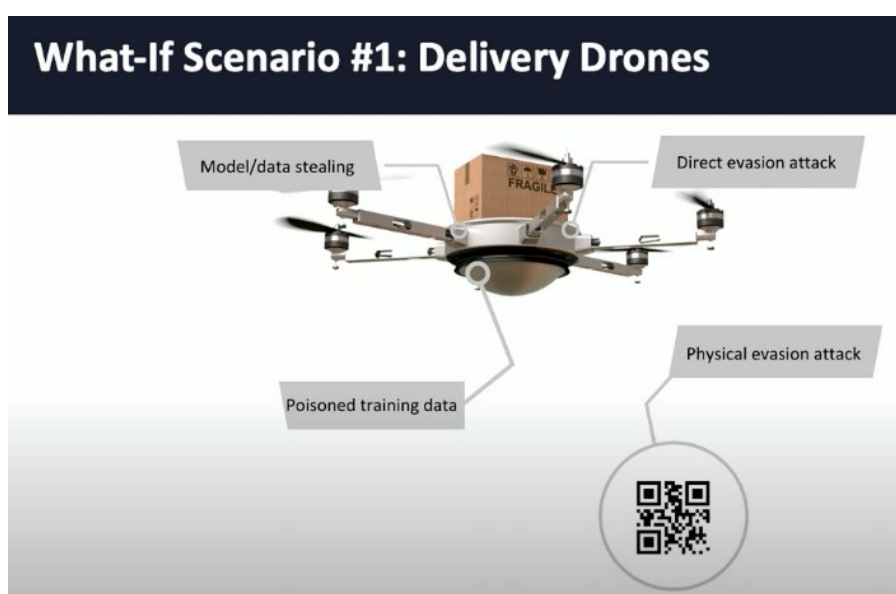 What-If Scenario #1: Delivery Drones
Model/data stealing
FRAGILE
Direct evasion attack
Physical evasion attack
Poisoned training data